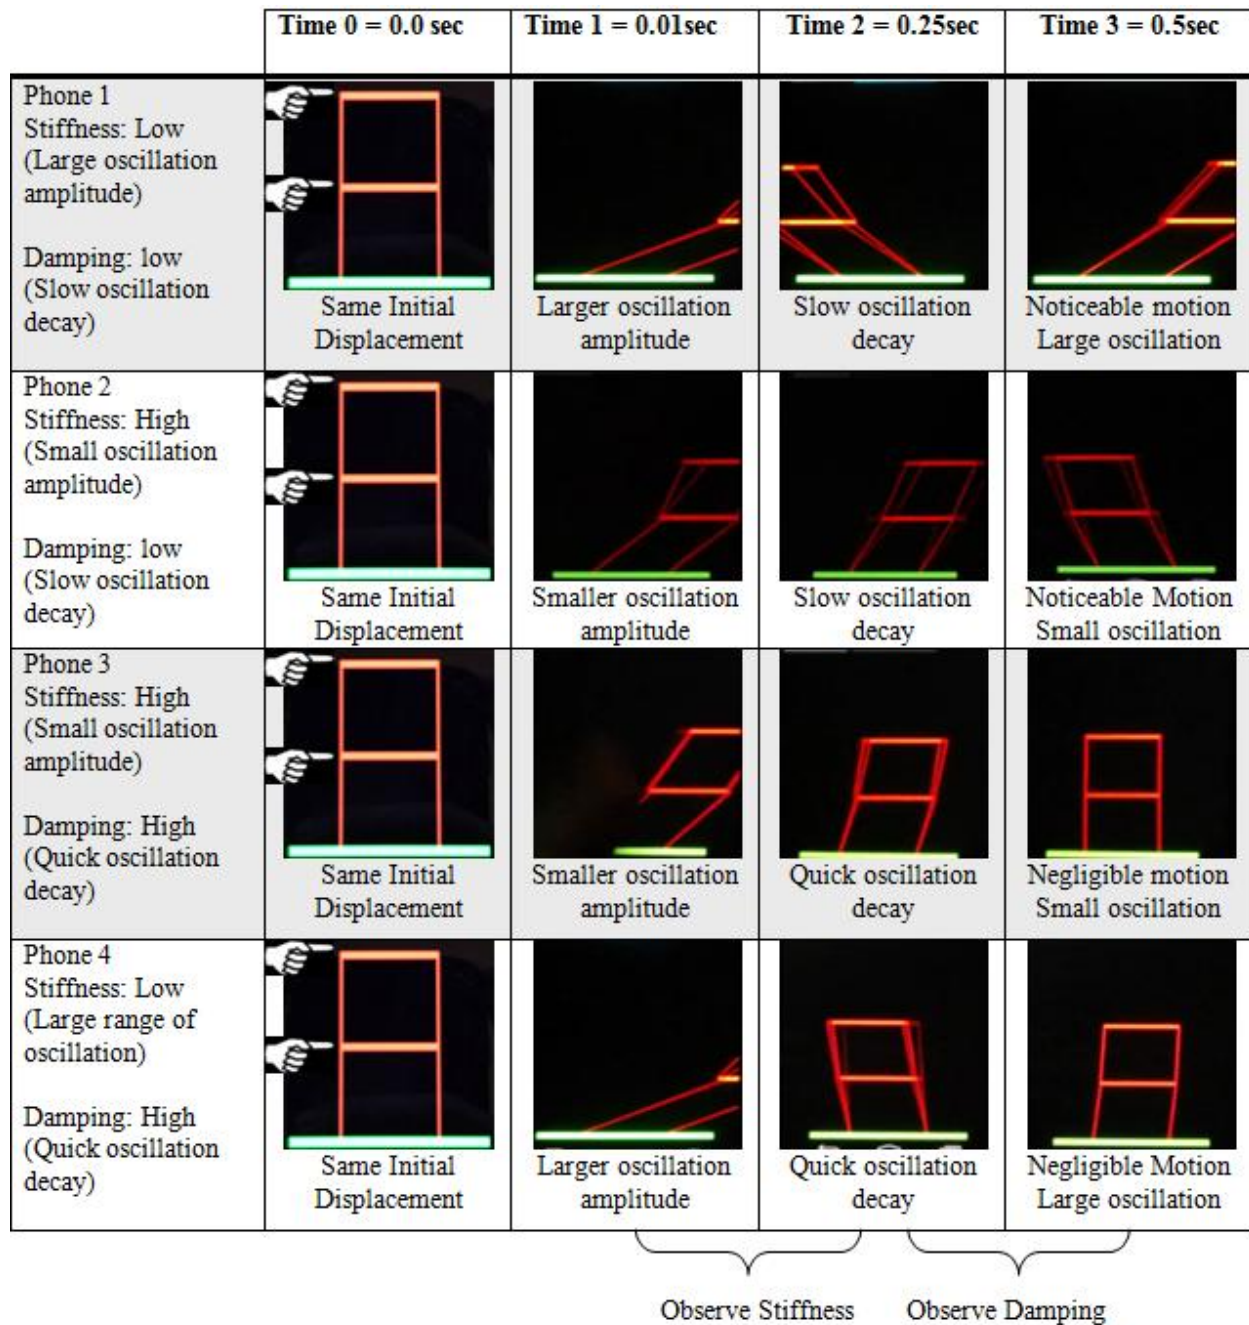 Time 0 = 0.0 sec
Time 1 = 0.01sec
Time 2 = 0.25sec
Time 3 = 0.5sec
Phone 1
Stiffness: Low
(Large oscillation
amplitude)
Damping: low
(Slow oscillation
decay)
Same Initial
Displacement
Larger oscillation
amplitude
Slow oscillation
decay
Noticeable motion
Large oscillation
Phone 2
Stiffness: High
(Small oscillation
amplitude)
Damping: low
(Slow oscillation
decay)
Same Initial
Displacement
Smaller oscillation
amplitude
Slow oscillation
decay
Noticeable Motion
Small oscillation
Phone 3
Stiffness: High
(Small oscillation
amplitude)
Damping: High
(Quick oscillation
decay)
Same Initial
Displacement
Smaller oscillation
amplitude
Quick oscillation
decay
Negligible motion
Small oscillation
Phone 4
Stiffness: Low
(Large range of
oscillation)
Damping: High
(Quick oscillation
decay)
Same Initial
Displacement
Larger oscillation
amplitude
Quick oscillation
decay
Negligible Motion
Large oscillation
Observe Stiffness
Observe Damping